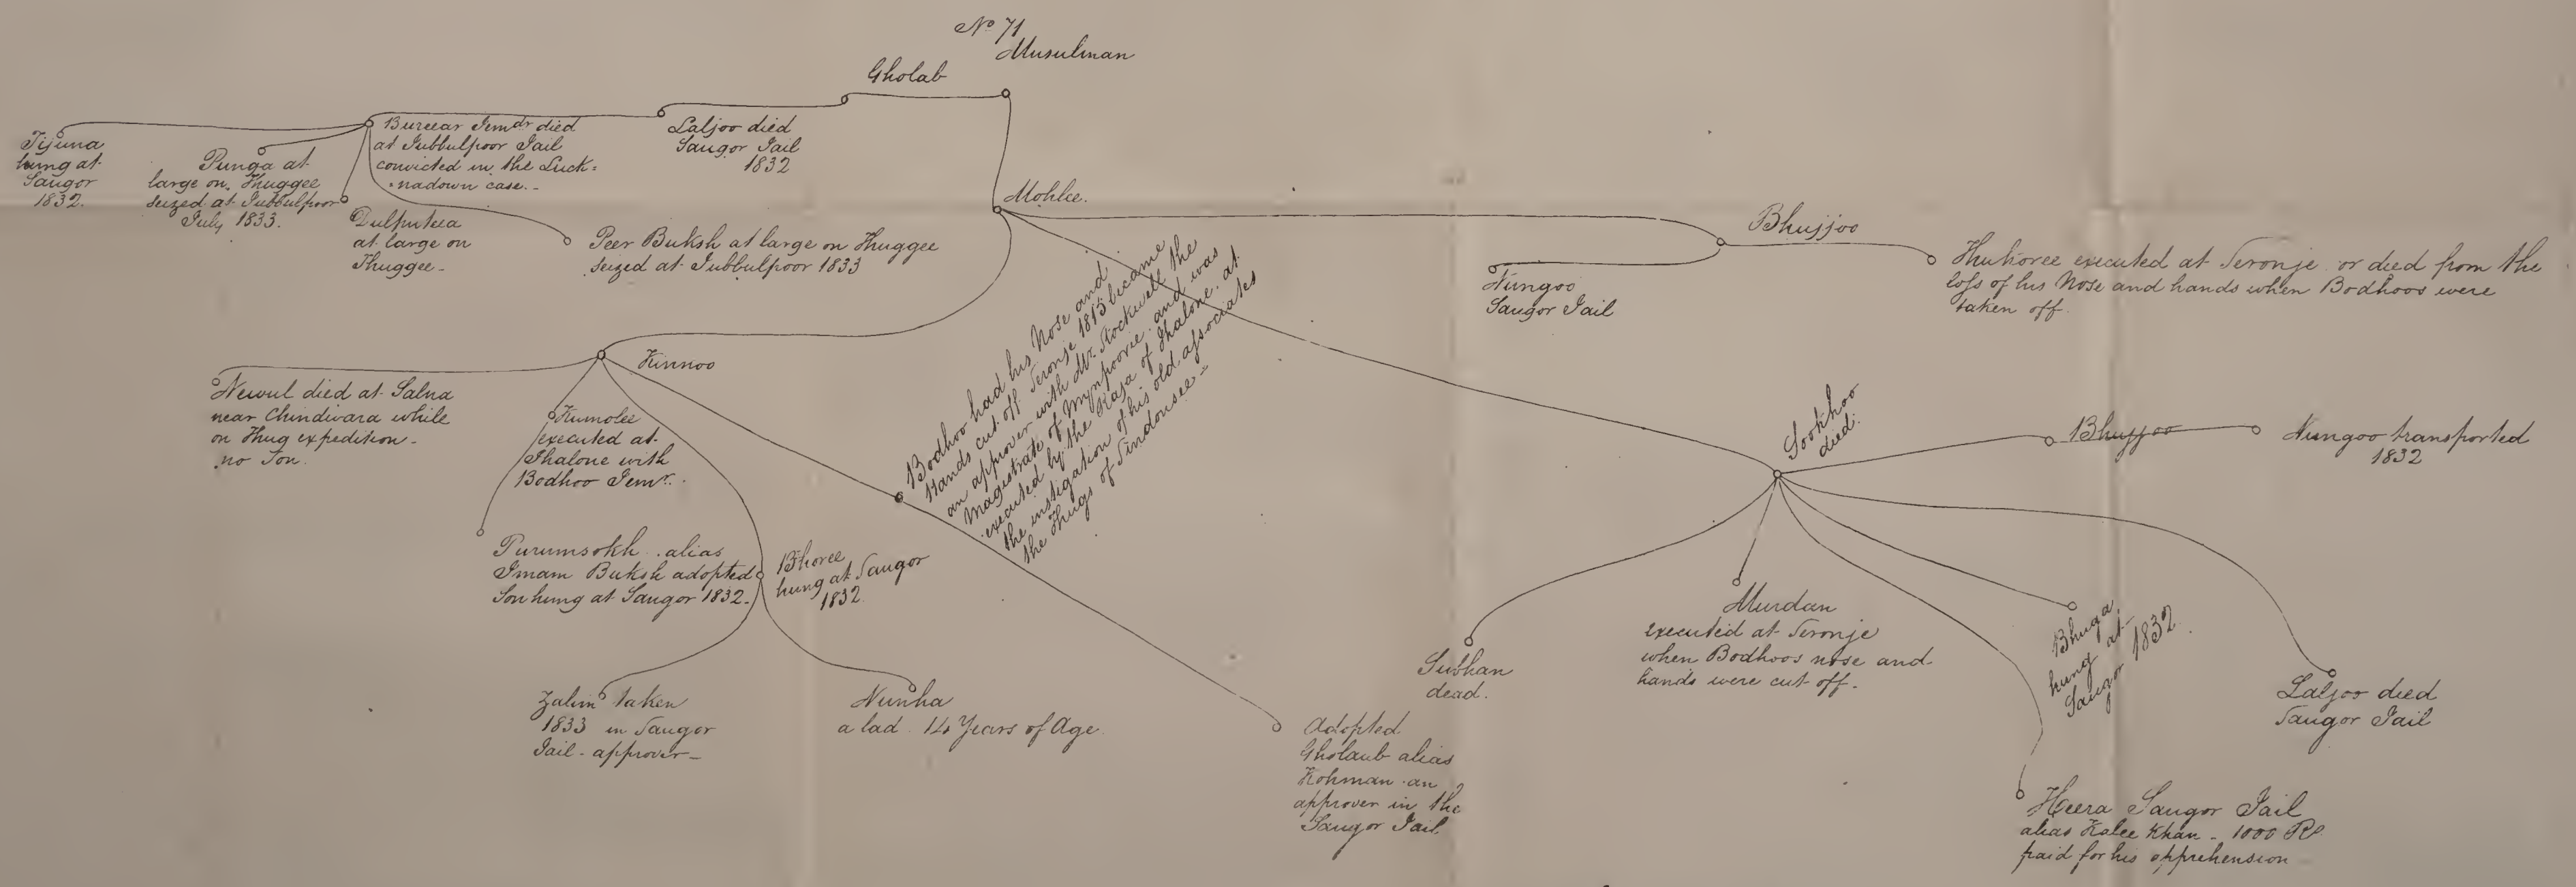 No 71
Musulman
Gholab
Tijuna
hung at
Saugor
1832.
Punga at
large on Thuggee
seized at Jubbulpoor
July 1833.
Burear Jemdr died
at Jubbulpoor Jail
convicted in the Luck=
nadown case.-
Dulputea
at large on
Thuggee-
Peer Buksh at large on Thuggee
seized at Jubbulpoor 1833
Laljoo died
Saugor Jail
1832
Mohlee.
Bhujjoo
Nungoo
Saugor Jail
Thukoree executed at Seronje or died from the
loss of his Nose and hands when Bodhoos were
taken off
Kinnoo
Newul died at Salna
near Chindwara while
on Thug expedition-
no Son.
Kumolee
executed at
Jhalone with
Bodhoo Jemr.
Purumsokh alias
Imam Buksh adopted
Son hung at Saugor 1832.
Bhoree
hung at Saugor
1832.
Zalim taken
1833 in Saugor
Jail-approver-
Nunha
a lad 14 Years of Age
Bodhoo had his Nose and
Hands cut off Seronje 1815 became
an approver with Mr. Stockwell the
Magistrate of Mynpoorie and was
executed by the Raja of Jhalone at
the instigation of his old associates
the Thugs of Sindousee-
Adopted
Gholaub alias
Rohman an
approver in the
Saugor Jail
Sookhoo
died.
Bhujjoo
Nungoo transported
1832
Subhan
dead.
Murdan
executed at Seronje
when Bodhoos nose and
hands were cut off.
Bhuga
hung at
Saugor 1832.
Laljoo died
Saugor Jail
Heera Saugor Jail
alias Kalee Khan - 1000 Rs
paid for his apprehension